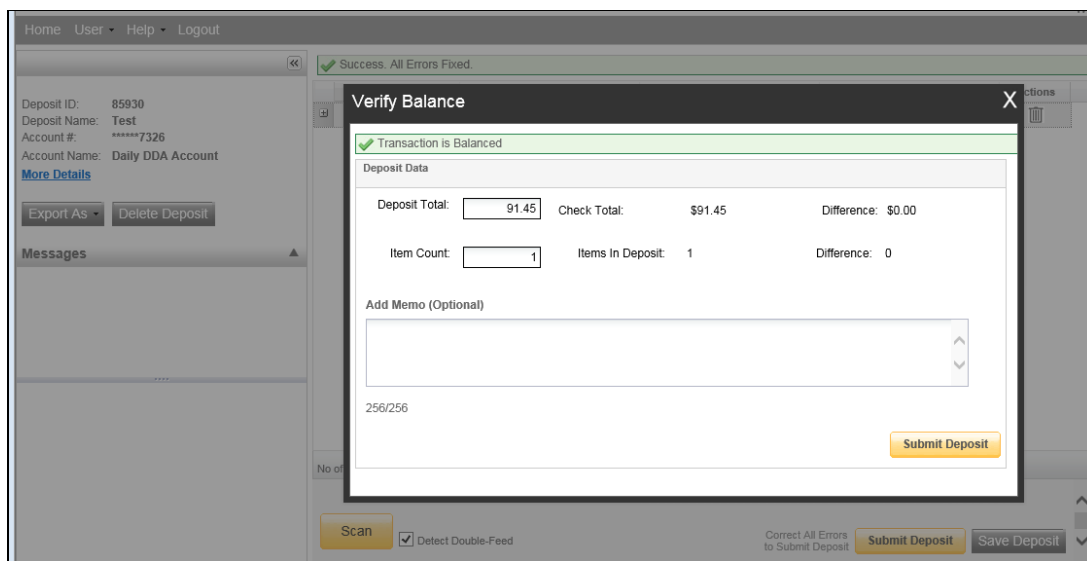 Home User Help Logout
Success. All Errors Fixed.
Deposit ID: 85930
Deposit Name: Test
Account #: ******7326
Account Name: Daily DDA Account
More Details
Export As Delete Deposit
Messages
ctions
Verify Balance X
Transaction is Balanced
Deposit Data
Deposit Total: 91.45 Check Total: $91.45 Difference: $0.00
Item Count: 1 Items In Deposit: 1 Difference: 0
Add Memo (Optional)
256/256
Submit Deposit
No of
Scan Detect Double-Feed Correct All Errors
to Submit Deposit Submit Deposit Save Deposit